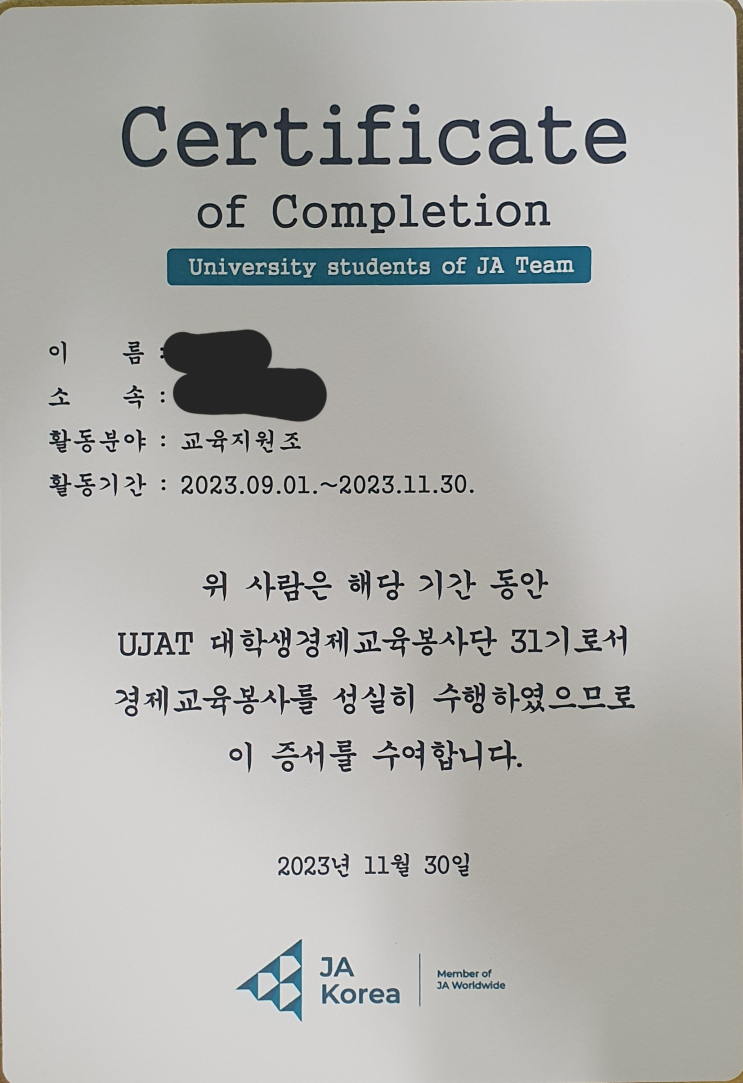 Certificate
of Completion
University students of JA Team
이 름 :
소 속 :
활동분야 : 교육지원조
활동기간 : 2023.09.01.~2023.11.30.
위 사람은 해당 기간 동안
UJAT 대학생경제교육봉사단 31기로서
경제교육봉사를 성실히 수행하였으므로
이 증서를 수여합니다.
2023년 11월 30일
JA
Korea
Member of
JA Worldwide